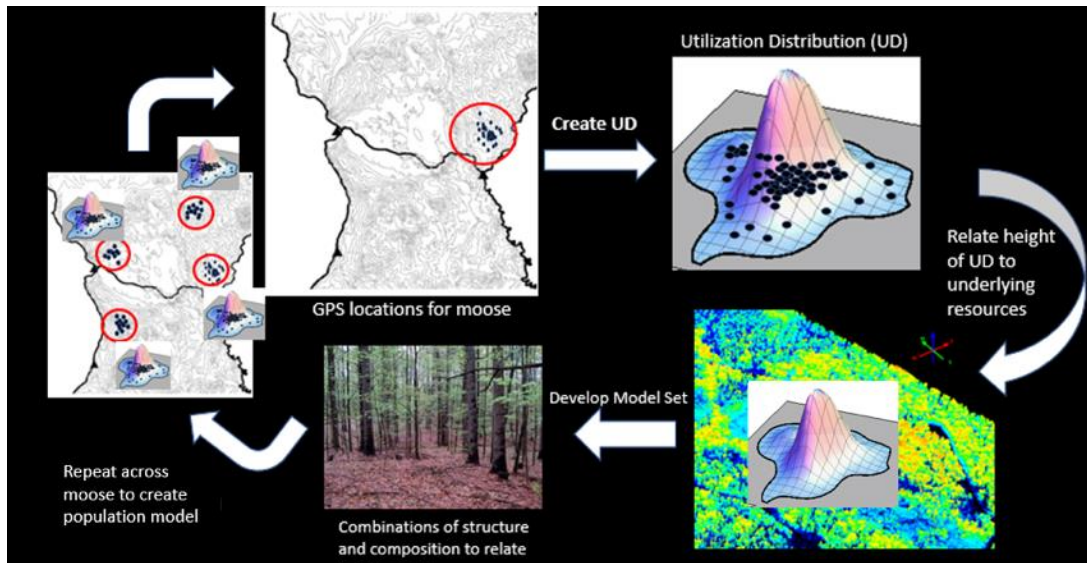 Utilization Distribution (UD)
Create UD
GPS locations for moose
Relate height
of UD to
underlying
resources
Develop Model Set
Combinations of structure
and composition to relate
Repeat across
moose to create
population model